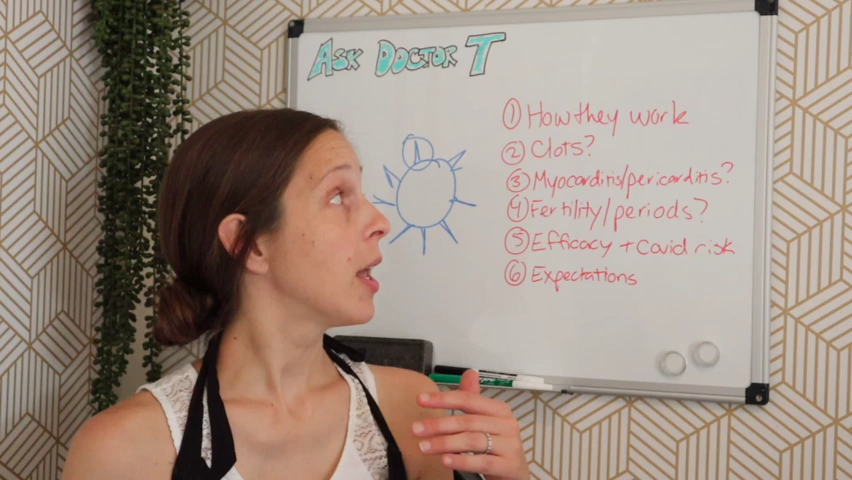 ASK DOCTOR T
① How they work
② Clots?
③ Myocarditis/pericarditis?
④ Fertility/periods?
⑤ Efficacy + Covid risk
⑥ Expectations